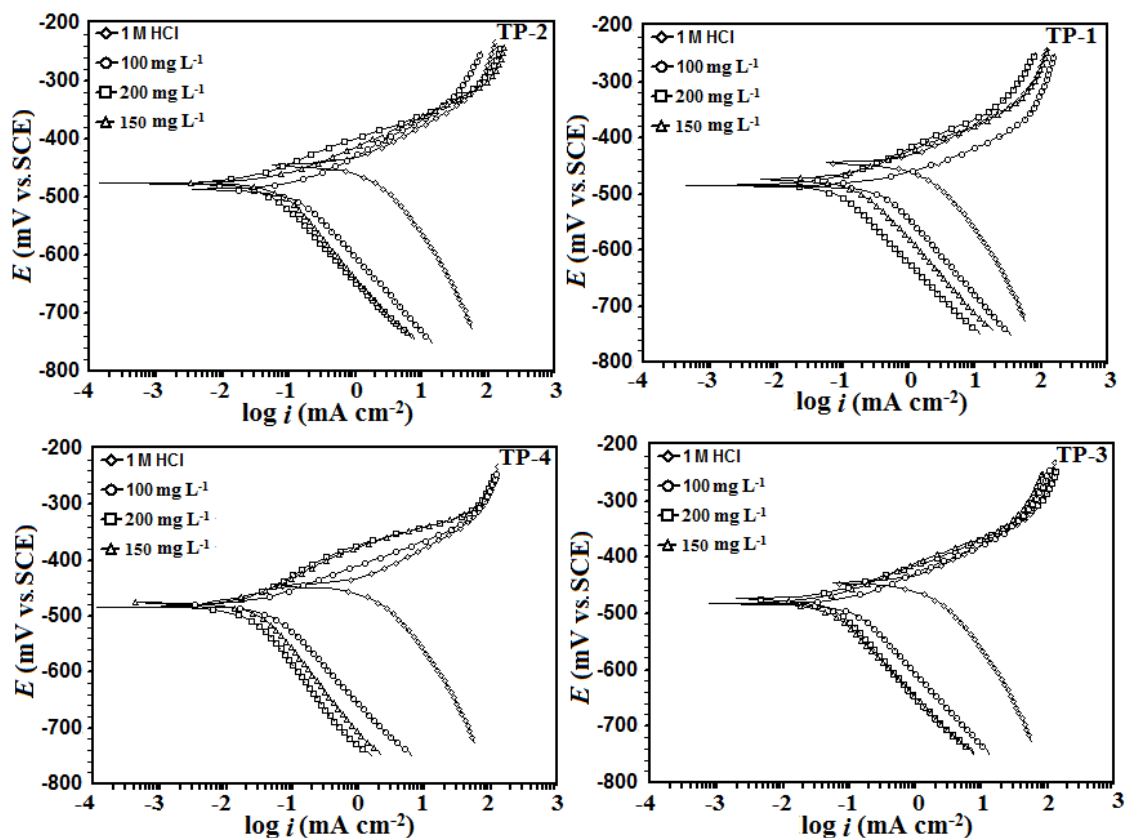 -200
-300
-400
-500
-600
-700
-800
E (mV vs.SCE)
1 M HCl
100 mg L-1
200 mg L-1
150 mg L-1
TP-2
-4 -3 -2 -1 0 1 2 3
log i (mA cm-2)
-200
-300
-400
-500
-600
-700
-800
E (mV vs.SCE)
1 M HCl
100 mg L-1
200 mg L-1
150 mg L-1
TP-1
-4 -3 -2 -1 0 1 2 3
log i (mA cm-2)
-200
-300
-400
-500
-600
-700
-800
E (mV vs.SCE)
1 M HCl
100 mg L-1
200 mg L-1
150 mg L-1
TP-4
-4 -3 -2 -1 0 1 2 3
log i (mA cm-2)
-200
-300
-400
-500
-600
-700
-800
E (mV vs.SCE)
1 M HCl
100 mg L-1
200 mg L-1
150 mg L-1
TP-3
-4 -3 -2 -1 0 1 2 3
log i (mA cm-2)